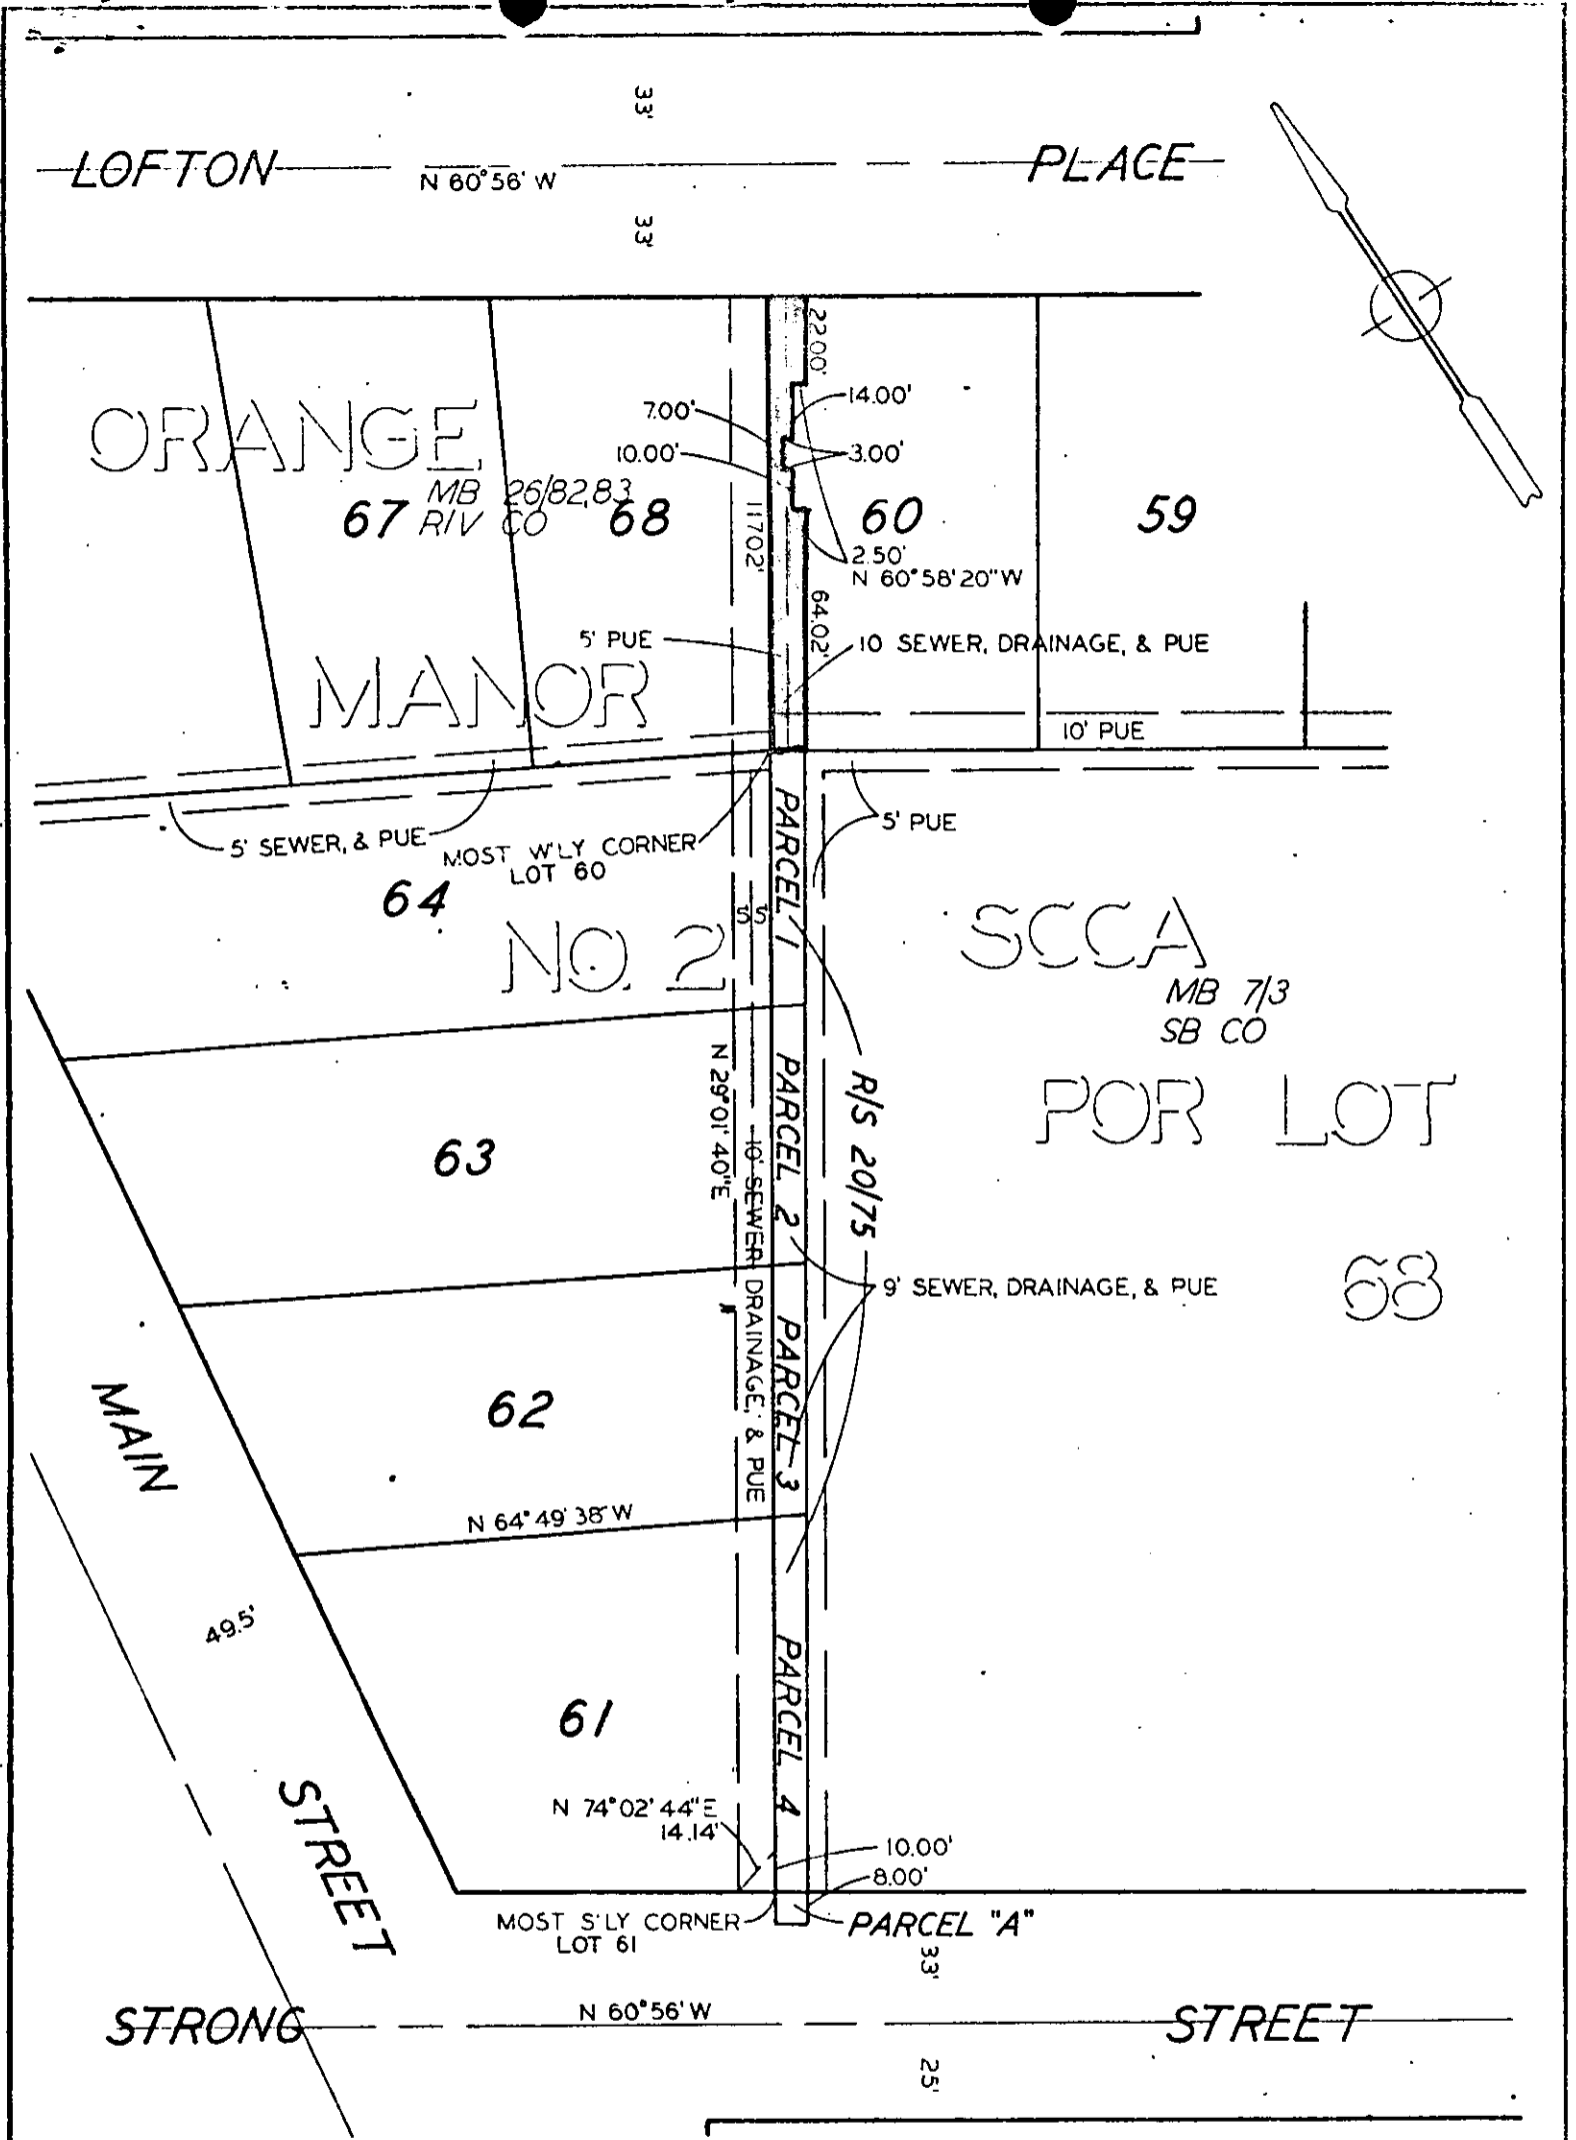 33'
LOFTON PLACE
N 60°56' W
33'
22.00'
14.00'
7.00'
ORANGE
3.00'
10.00'
MB 26/82,83
RIV CO
67
68
60
59
117.02'
2.50'
N 60°58'20"W
64.02'
5' PUE
10 SEWER, DRAINAGE, & PUE
MANOR
10' PUE
5' PUE
5' SEWER, & PUE
MOST W'LY CORNER
LOT 60
64
PARCEL 1
5 5
NO. 2
SCCA
MB 7/3
SB CO
N 29°01'40"E
PARCEL 2
R/S 20/75
POR LOT
63
10' SEWER, DRAINAGE, & PUE
9' SEWER, DRAINAGE, & PUE
68
PARCEL 3
62
MAIN
N 64°49'38" W
49.5'
61
PARCEL 4
STREET
N 74°02'44"E
14.14'
10.00'
8.00'
MOST S'LY CORNER
LOT 61
PARCEL "A"
33'
STRONG STREET
N 60°56' W
25'